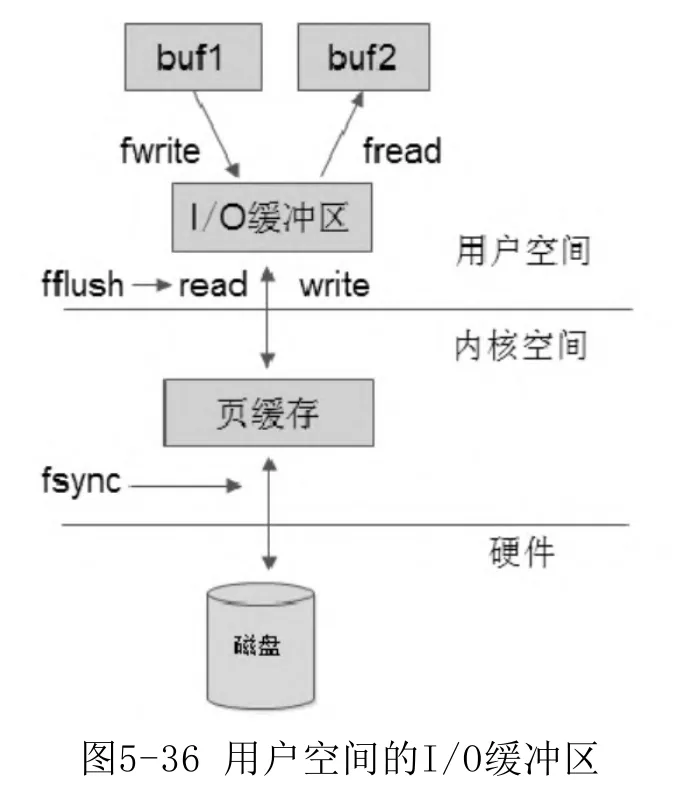 buf1 buf2
fwrite fread
I/O缓冲区
用户空间
fflush read write
内核空间
页缓存
fsync
硬件
磁盘
图5-36 用户空间的I/O缓冲区